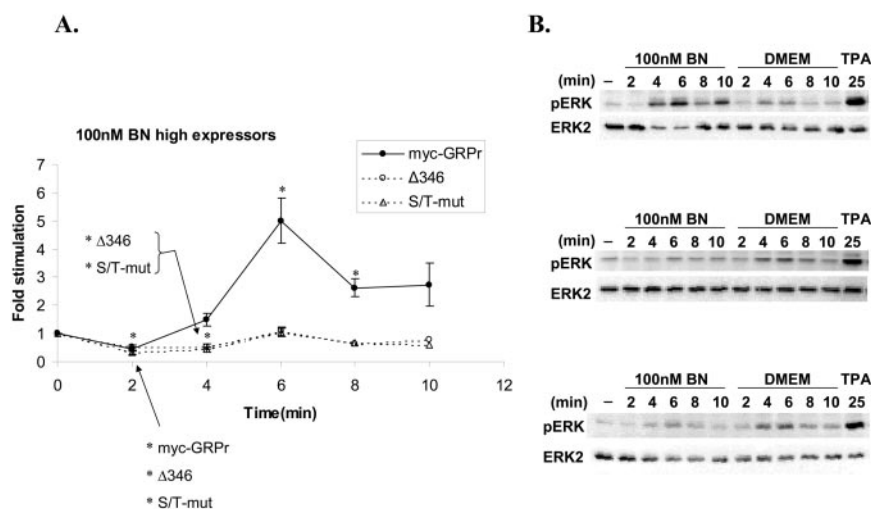 A.
100nM BN high expressors
Fold stimulation
7
6
5
4
3
2
1
0
0 2 4 6 8 10 12
Time(min)
myc-GRPr
Δ346
S/T-mut
* Δ346
* S/T-mut
*
*
*
*
* myc-GRPr
* Δ346
* S/T-mut
B.
100nM BN DMEM TPA
(min) – 2 4 6 8 10 2 4 6 8 10 25
pERK
ERK2
100nM BN DMEM TPA
(min) – 2 4 6 8 10 2 4 6 8 10 25
pERK
ERK2
100nM BN DMEM TPA
(min) – 2 4 6 8 10 2 4 6 8 10 25
pERK
ERK2